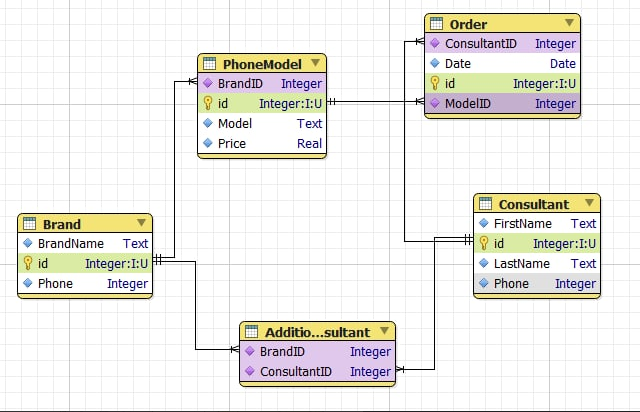 Order
ConsultantID Integer
Date Date
id Integer:I:U
ModelID Integer
PhoneModel
BrandID Integer
id Integer:I:U
Model Text
Price Real
Consultant
FirstName Text
id Integer:I:U
LastName Text
Phone Integer
Brand
BrandName Text
id Integer:I:U
Phone Integer
Additio...sultant
BrandID Integer
ConsultantID Integer